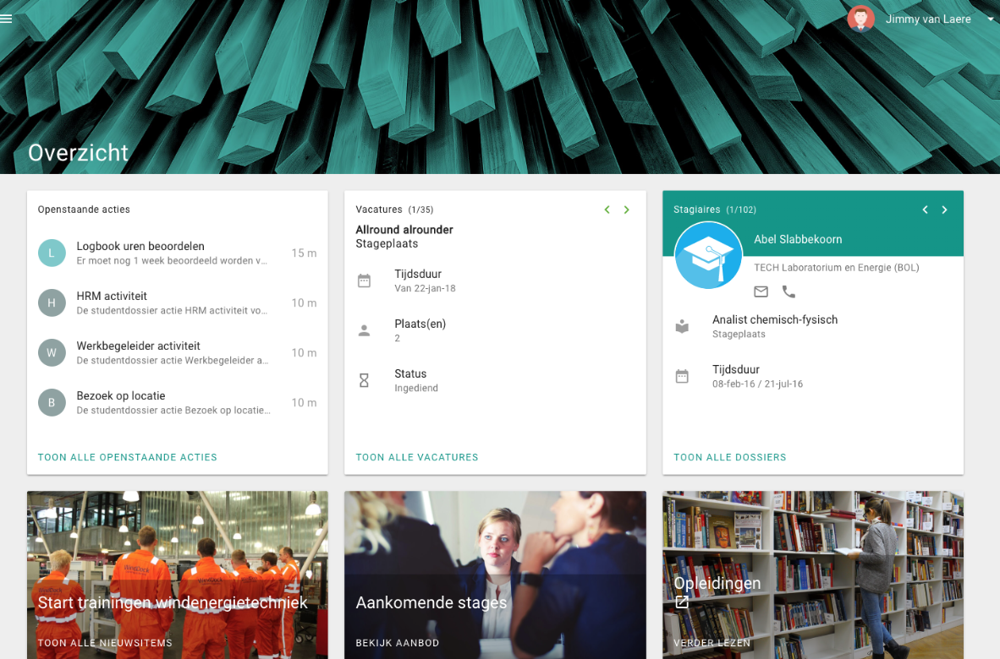 Jimmy van Laere
Overzicht
Openstaande acties
L
Logbook uren beoordelen
Er moet nog 1 week beoordeeld worden v...
15 m
H
HRM activiteit
De studentdossier actie HRM activiteit vo...
10 m
W
Werkbegeleider activiteit
De studentdossier actie Werkbegeleider a...
10 m
B
Bezoek op locatie
De studentdossier actie Bezoek op locatie...
10 m
TOON ALLE OPENSTAANDE ACTIES
Vacatures (1/35)
Allround alrounder
Stageplaats
Tijdsduur
Van 22-jan-18
Plaats(en)
2
Status
Ingediend
TOON ALLE VACATURES
Stagiaires (1/102)
Abel Slabbekoorn
TECH Laboratorium en Energie (BOL)
Analist chemisch-fysisch
Stageplaats
Tijdsduur
08-feb-16 / 21-jul-16
TOON ALLE DOSSIERS
Start trainingen windenergietechniek
TOON ALLE NIEUWSITEMS
Aankomende stages
BEKIJK AANBOD
Opleidingen
VERDER LEZEN